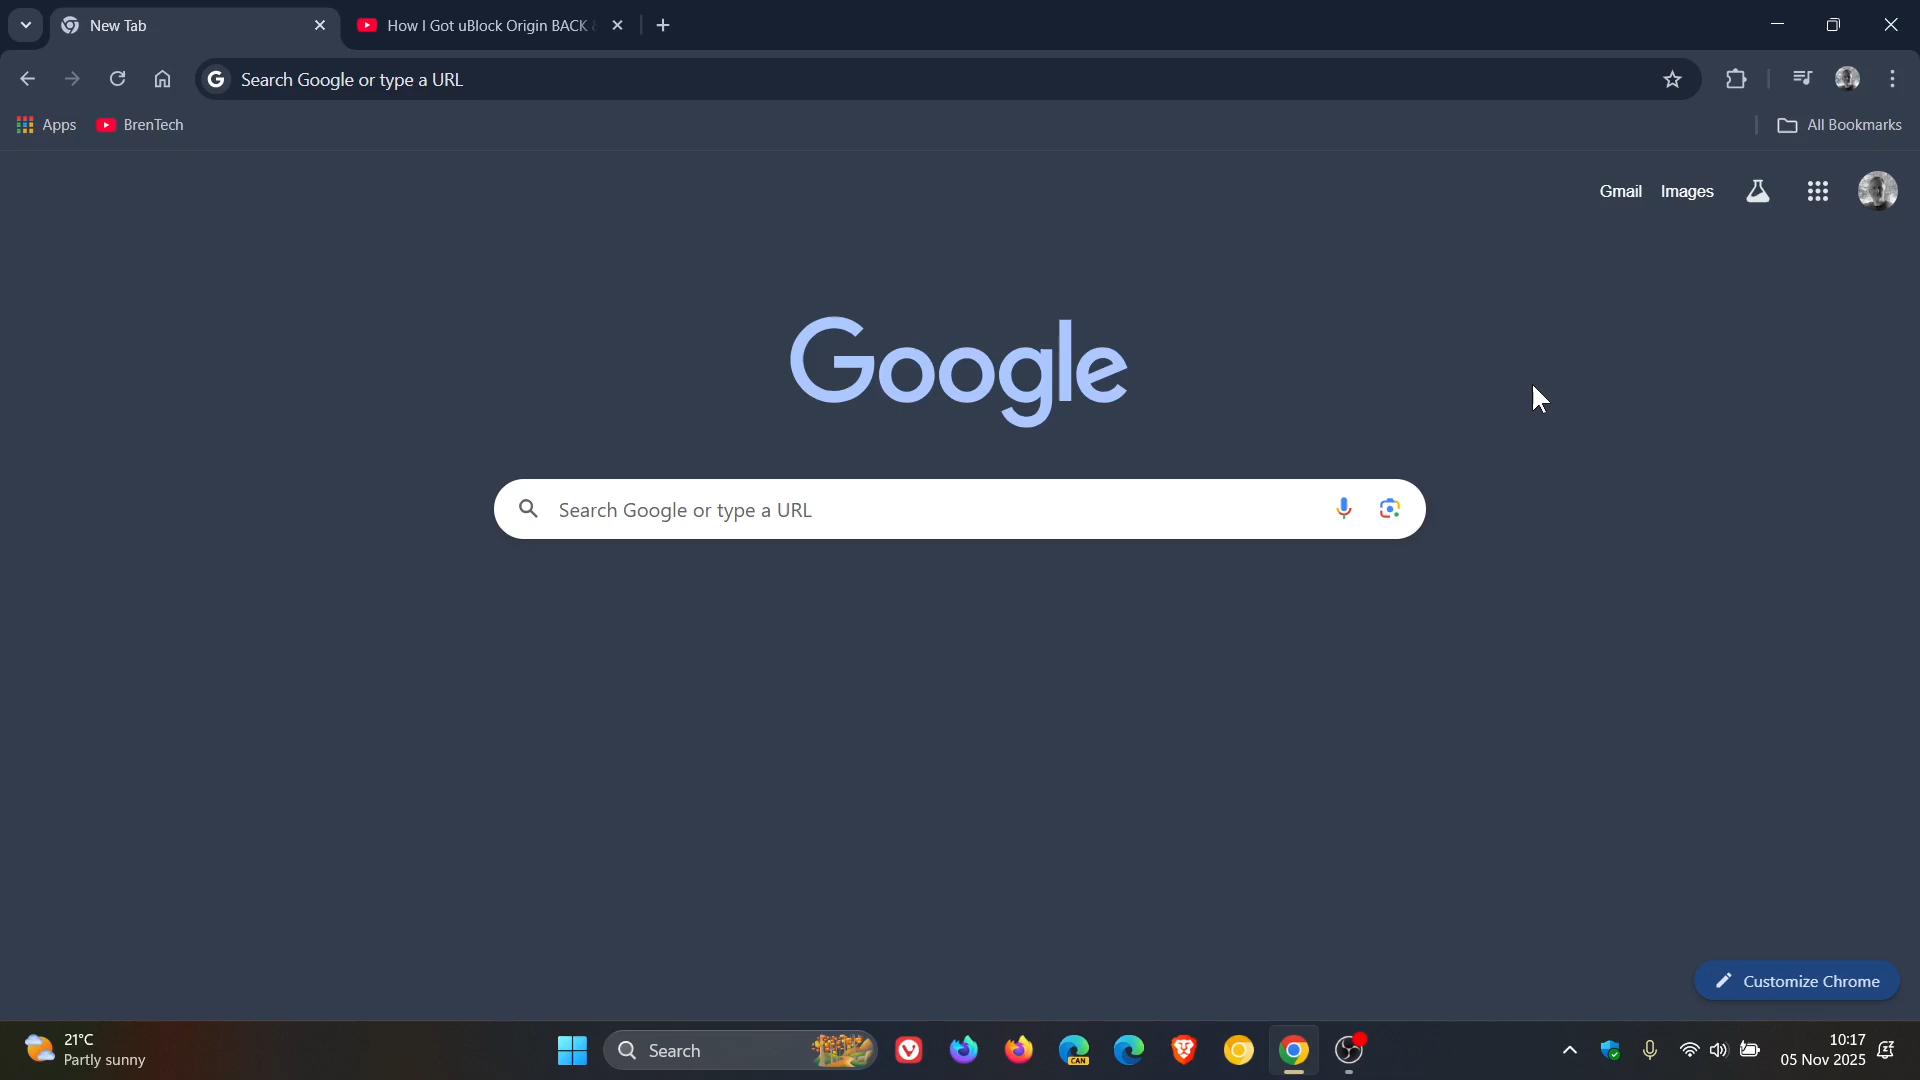 New Tab
How I Got uBlock Origin BACK
Search Google or type a URL
Apps
BrenTech
All Bookmarks
Gmail
Images
Google
Search Google or type a URL
Customize Chrome
21°C
Partly sunny
Search
CAN
10:17
05 Nov 2025